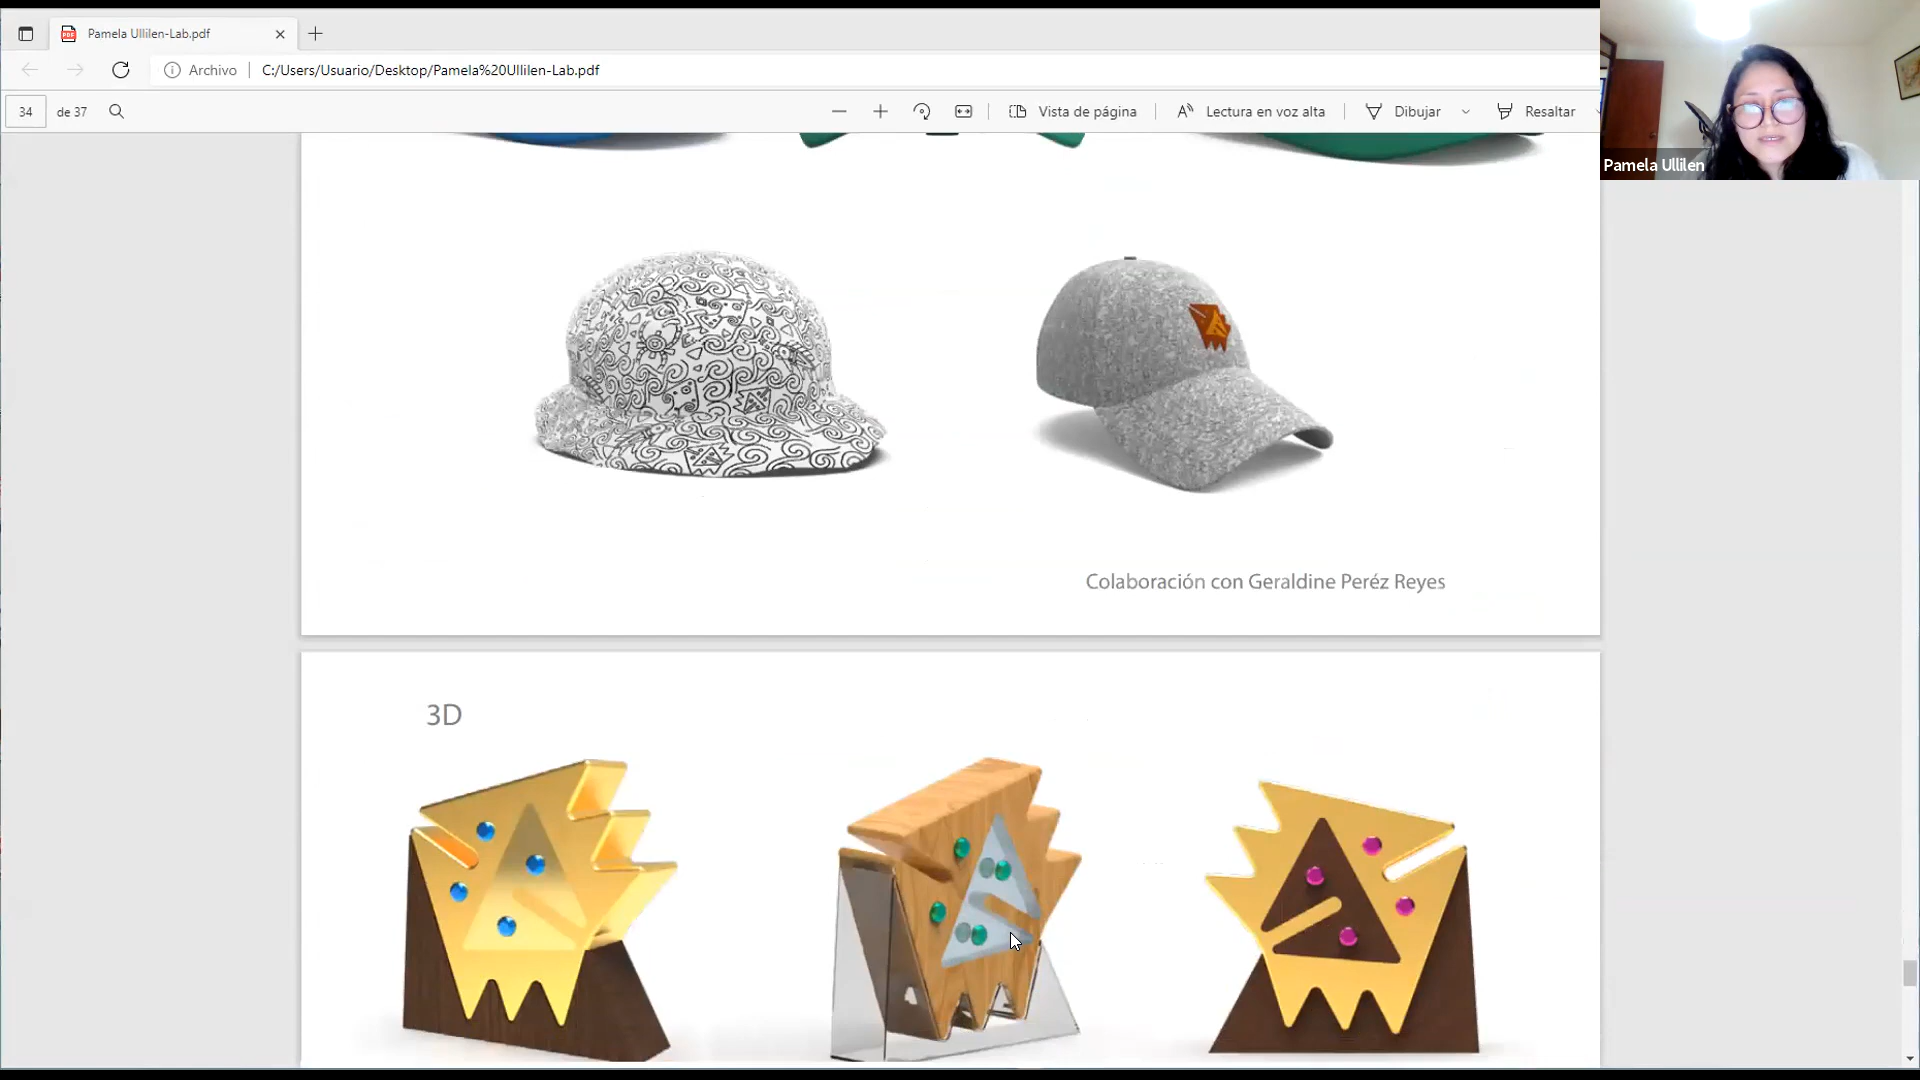 Pamela Ullilen-Lab.pdf
Archivo C:/Users/Usuario/Desktop/Pamela%20Ullilen-Lab.pdf
34 de 37 Vista de página Lectura en voz alta Dibujar Resaltar
Pamela Ullilen
Colaboración con Geraldine Peréz Reyes
3D